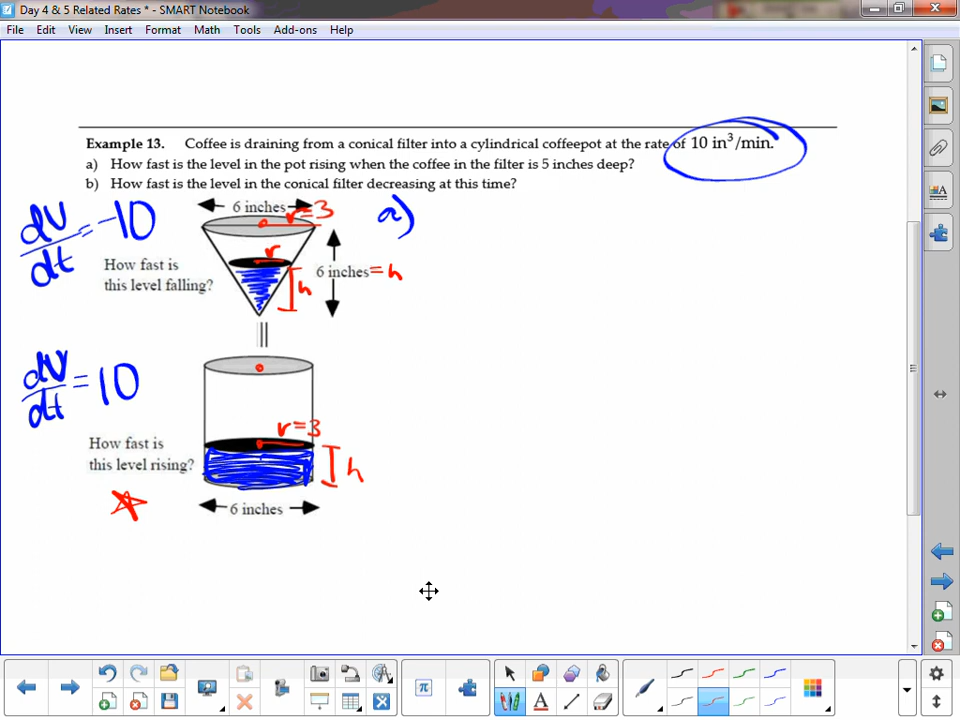 Day 4 & 5 Related Rates * - SMART Notebook
File Edit View Insert Format Math Tools Add-ons Help
Example 13. Coffee is draining from a conical filter into a cylindrical coffeepot at the rate of 10 in³/min.
a) How fast is the level in the pot rising when the coffee in the filter is 5 inches deep?
b) How fast is the level in the conical filter decreasing at this time?
6 inches
r=3
a)
dV/dt = -10
r
How fast is
this level falling?
h
6 inches = h
dV/dt = 10
r=3
How fast is
this level rising?
h
6 inches
π
A